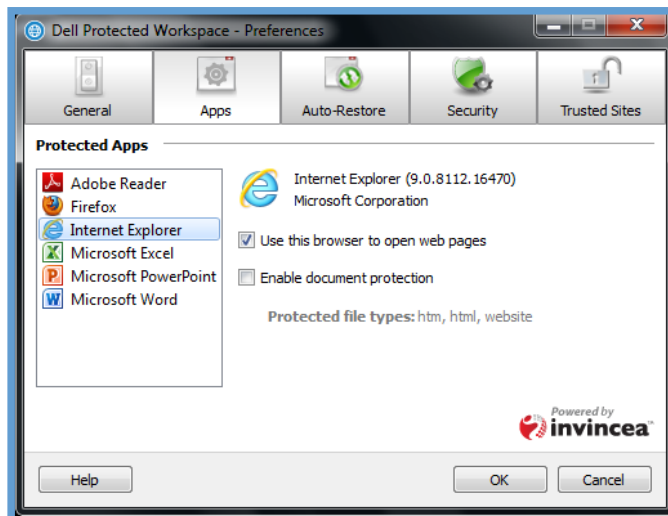 Dell Protected Workspace - Preferences
General
Apps
Auto-Restore
Security
Trusted Sites
Protected Apps
Adobe Reader
Firefox
Internet Explorer
Microsoft Excel
Microsoft PowerPoint
Microsoft Word
Internet Explorer (9.0.8112.16470)
Microsoft Corporation
Use this browser to open web pages
Enable document protection
Protected file types: htm, html, website
Powered by
invincea™
Help
OK
Cancel